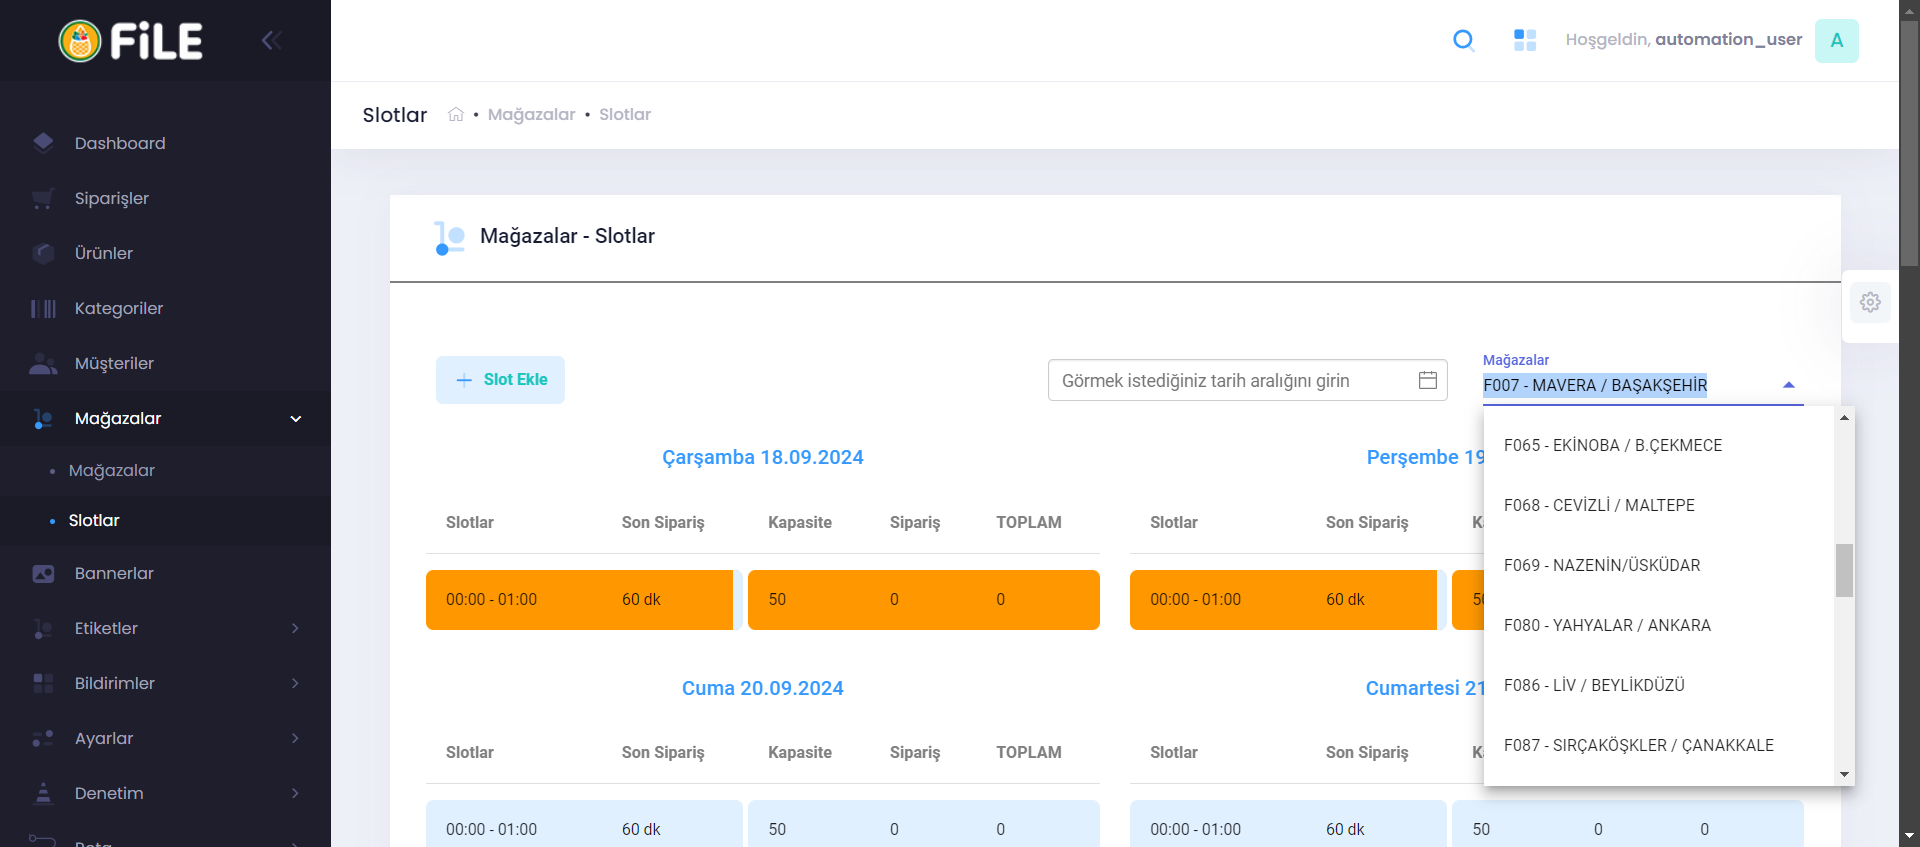 FiLE
Hoşgeldin, automation_user
A
Slotlar
Mağazalar
Slotlar
Dashboard
Siparişler
Ürünler
Kategoriler
Müşteriler
Mağazalar
Mağazalar
Slotlar
Bannerlar
Etiketler
Bildirimler
Ayarlar
Denetim
Mağazalar - Slotlar
Slot Ekle
Görmek istediğiniz tarih aralığını girin
Mağazalar
F007 - MAVERA / BAŞAKŞEHİR
F065 - EKİNOBA / B.ÇEKMECE
F068 - CEVİZLİ / MALTEPE
F069 - NAZENİN/ÜSKÜDAR
F080 - YAHYALAR / ANKARA
F086 - LİV / BEYLİKDÜZÜ
F087 - SIRÇAKÖŞKLER / ÇANAKKALE
Çarşamba 18.09.2024
Slotlar Son Sipariş Kapasite Sipariş TOPLAM
00:00 - 01:00 60 dk 50 0 0
Perşembe 19
Slotlar Son Sipariş
00:00 - 01:00 60 dk
Cuma 20.09.2024
Slotlar Son Sipariş Kapasite Sipariş TOPLAM
00:00 - 01:00 60 dk 50 0 0
Cumartesi 21
Slotlar Son Sipariş
00:00 - 01:00 60 dk 50 0 0